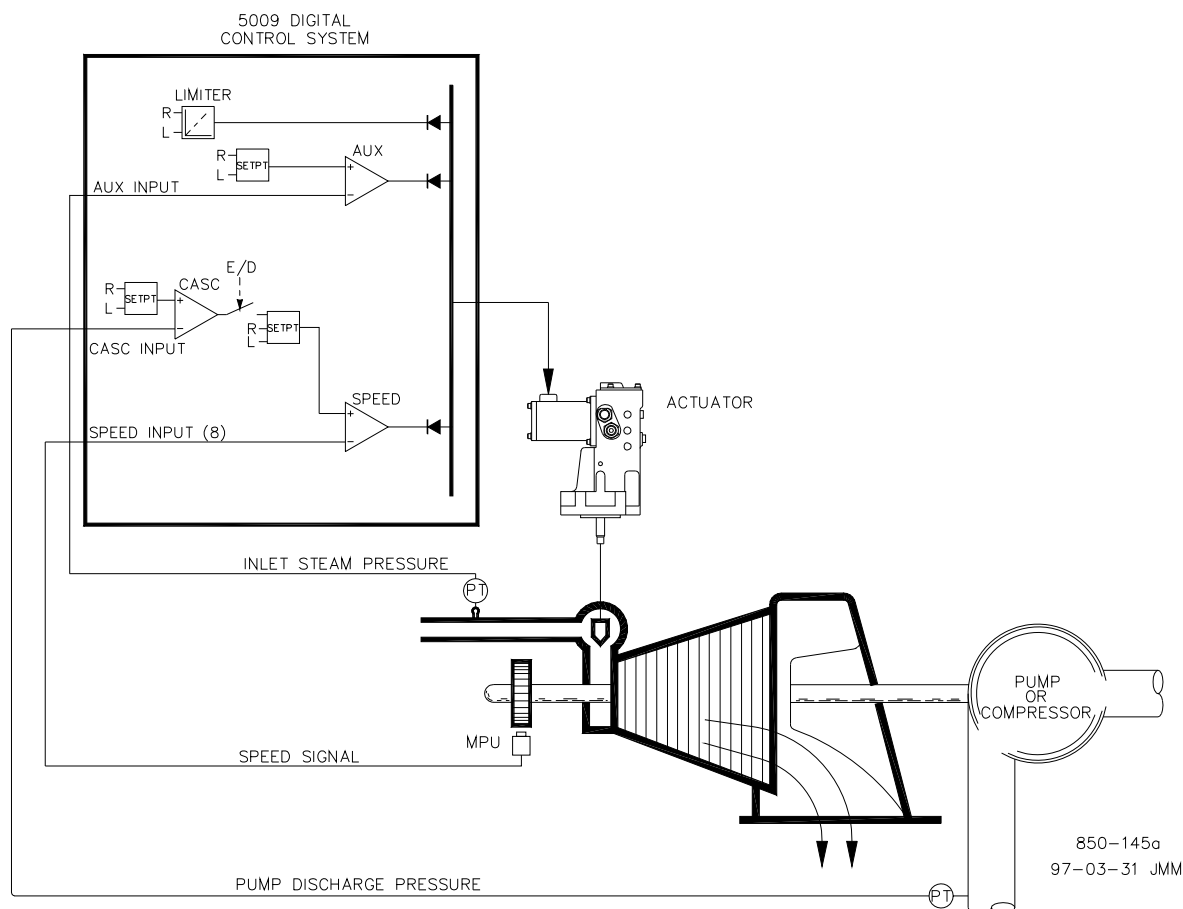 5009 DIGITAL
CONTROL SYSTEM
LIMITER
R
L
R
SETPT
L
AUX
+
−
AUX INPUT
E/D
CASC
R
SETPT
L
+
−
R
SETPT
L
CASC INPUT
SPEED
+
−
SPEED INPUT (8)
ACTUATOR
INLET STEAM PRESSURE
PT
PUMP
OR
COMPRESSOR
MPU
SPEED SIGNAL
850−145a
97−03−31 JMM
PUMP DISCHARGE PRESSURE
PT